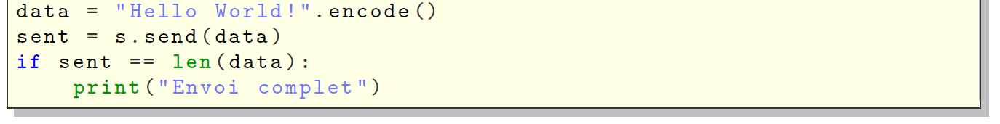 data = "Hello World!".encode()
sent = s.send(data)
if sent == len(data):
    print("Envoi complet")